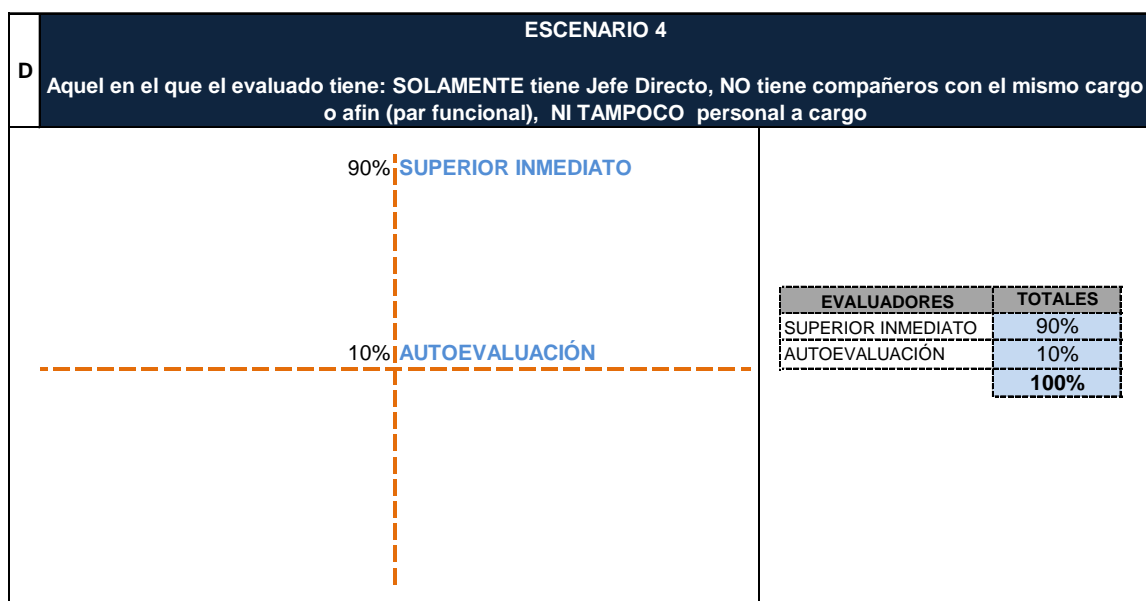 ESCENARIO 4
D
Aquel en el que el evaluado tiene: SOLAMENTE tiene Jefe Directo, NO tiene compañeros con el mismo cargo
o afin (par funcional), NI TAMPOCO personal a cargo
90% SUPERIOR INMEDIATO
10% AUTOEVALUACIÓN
EVALUADORES TOTALES
SUPERIOR INMEDIATO 90%
AUTOEVALUACIÓN 10%
100%